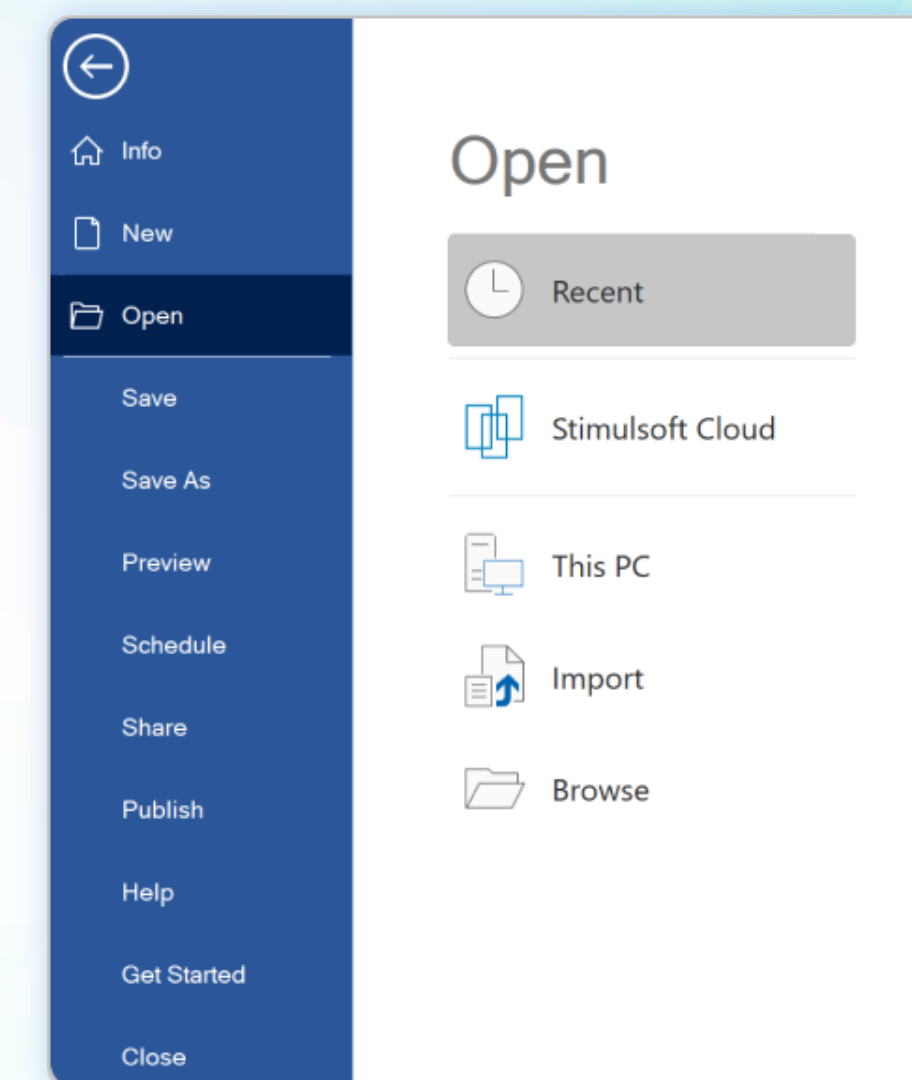 Info
New
Open
Save
Save As
Preview
Schedule
Share
Publish
Help
Get Started
Close
Open
Recent
Stimulsoft Cloud
This PC
Import
Browse